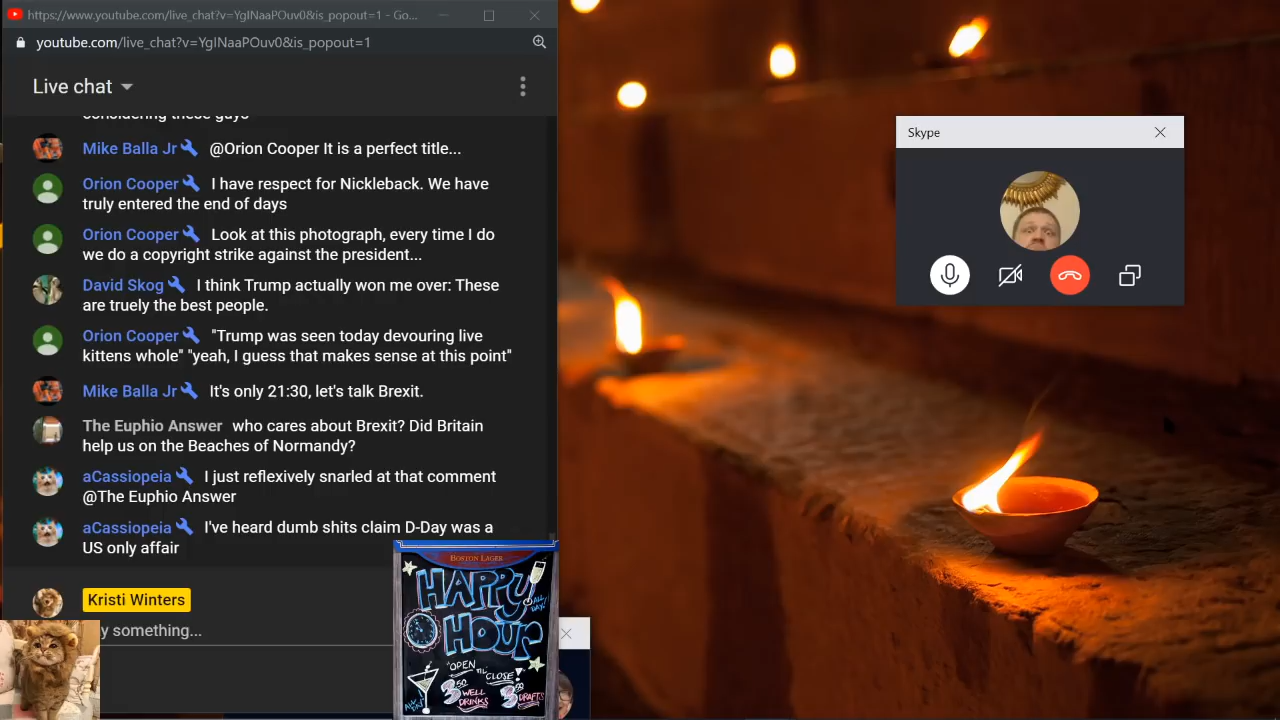 https://www.youtube.com/live_chat?v=YgINaaPOuv0&is_popout=1 - Go...
youtube.com/live_chat?v=YgINaaPOuv0&is_popout=1
Live chat
considering these guys
Mike Balla Jr @Orion Cooper It is a perfect title...
Orion Cooper I have respect for Nickleback. We have
truly entered the end of days
Orion Cooper Look at this photograph, every time I do
we do a copyright strike against the president...
David Skog I think Trump actually won me over: These
are truely the best people.
Orion Cooper "Trump was seen today devouring live
kittens whole" "yeah, I guess that makes sense at this point"
Mike Balla Jr It's only 21:30, let's talk Brexit.
The Euphio Answer who cares about Brexit? Did Britain
help us on the Beaches of Normandy?
aCassiopeia I just reflexively snarled at that comment
@The Euphio Answer
aCassiopeia I've heard dumb shits claim D-Day was a
US only affair
Kristi Winters
y something...
BOSTON LAGER
HAPPY
ALL DAY!
HOUR
"OPEN 'TIL CLOSE"!
3.50 WELL DRINKS
3.00 DRAFTS
Skype